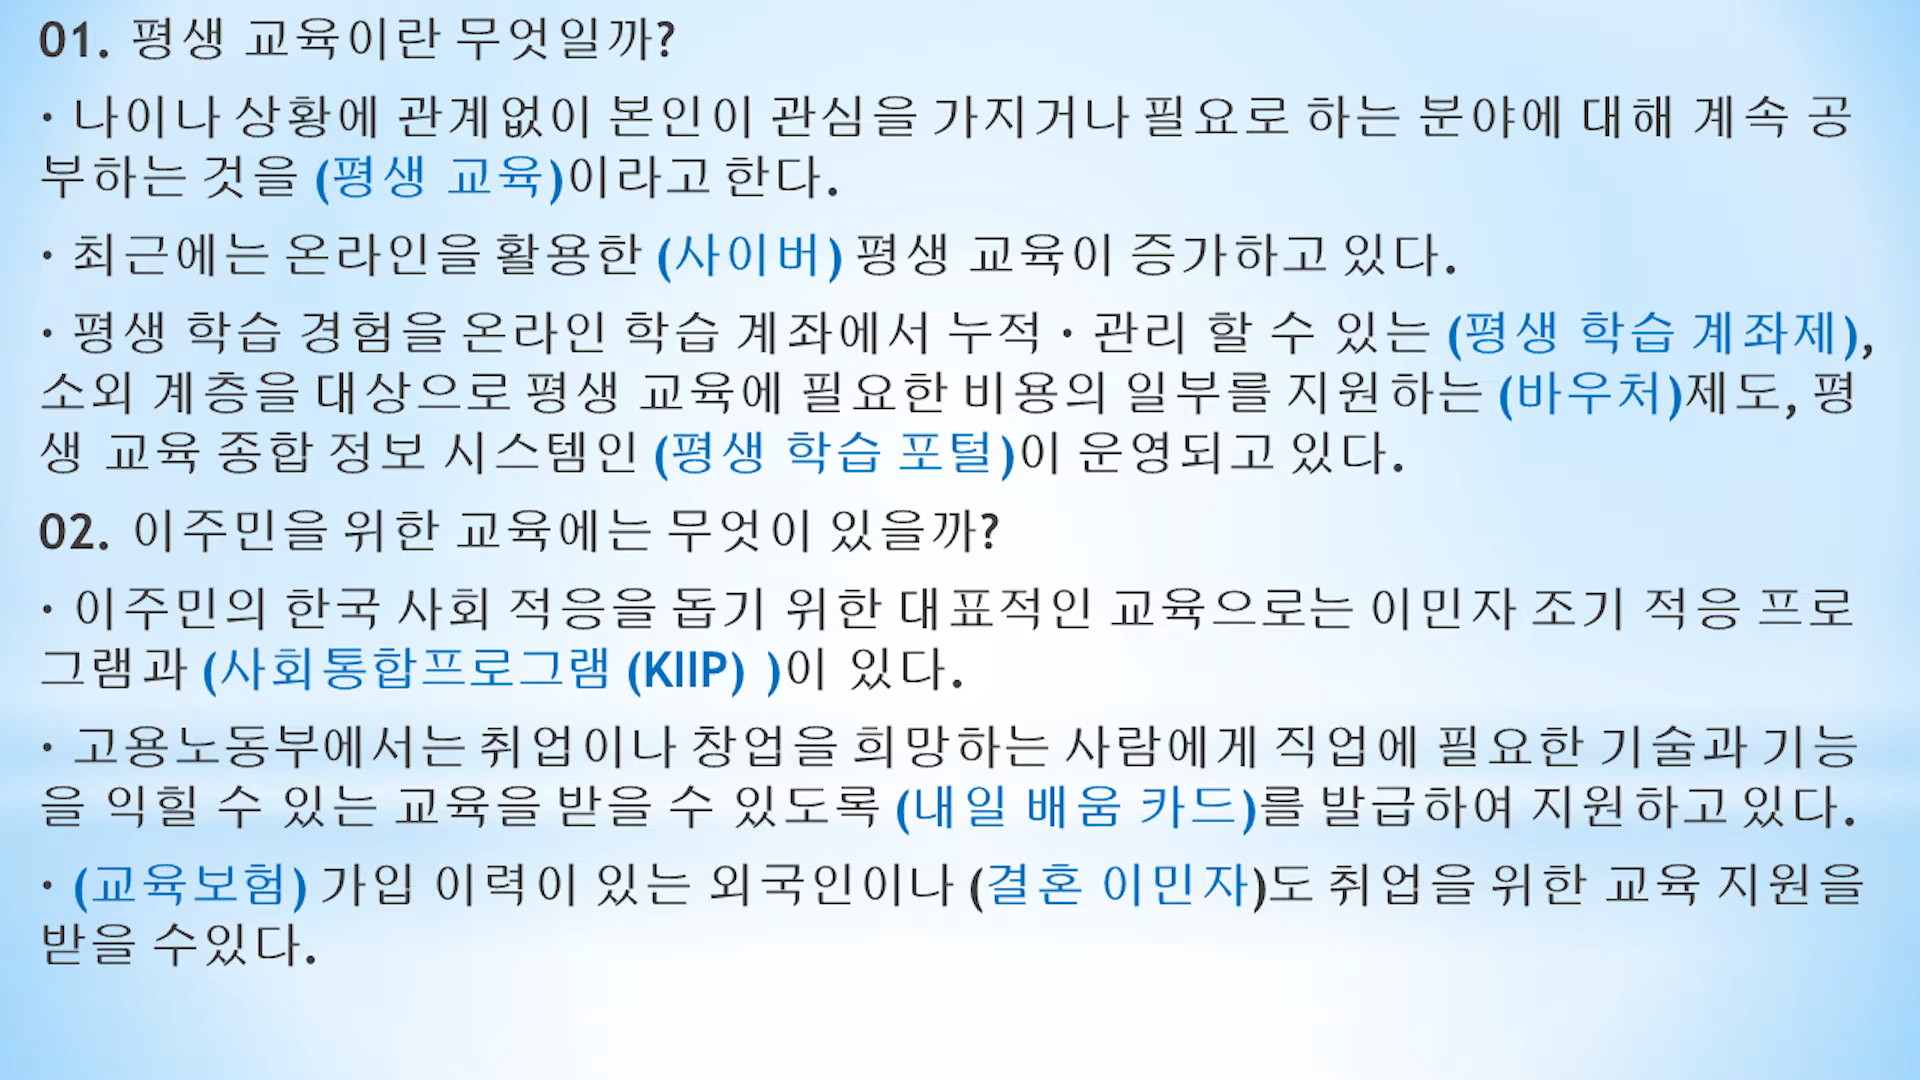 01. 평생 교육이란 무엇일까?
· 나이나 상황에 관계없이 본인이 관심을 가지거나 필요로 하는 분야에 대해 계속 공
부하는 것을 (평생 교육)이라고 한다.
· 최근에는 온라인을 활용한 (사이버) 평생 교육이 증가하고 있다.
· 평생 학습 경험을 온라인 학습 계좌에서 누적・관리 할 수 있는 (평생 학습 계좌제),
소외 계층을 대상으로 평생 교육에 필요한 비용의 일부를 지원하는 (바우처)제도, 평
생 교육 종합 정보 시스템인 (평생 학습 포털)이 운영되고 있다.
02. 이주민을 위한 교육에는 무엇이 있을까?
· 이주민의 한국 사회 적응을 돕기 위한 대표적인 교육으로는 이민자 조기 적응 프로
그램과 (사회통합프로그램 (KIIP) )이 있다.
· 고용노동부에서는 취업이나 창업을 희망하는 사람에게 직업에 필요한 기술과 기능
을 익힐 수 있는 교육을 받을 수 있도록 (내일 배움 카드)를 발급하여 지원하고 있다.
· (교육보험) 가입 이력이 있는 외국인이나 (결혼 이민자)도 취업을 위한 교육 지원을
받을 수있다.